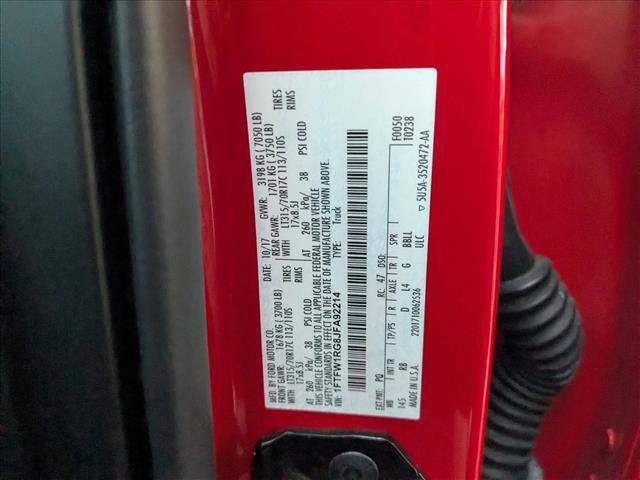 MFD. BY FORD MOTOR CO.
DATE: 10/17 GVWR: 3198 KG ( 7050 LB)
FRONT GAWR: 1678 KG ( 3700 LB) REAR GAWR: 1701 KG ( 3750 LB)
WITH LT315/70R17C 113/110S TIRES WITH LT315/70R17C 113/110S TIRES
17x8.5J RIMS 17x8.5J RIMS
AT 260 kPa/ 38 PSI COLD AT 260 kPa/ 38 PSI COLD
THIS VEHICLE CONFORMS TO ALL APPLICABLE FEDERAL MOTOR VEHICLE
SAFETY STANDARDS IN EFFECT ON THE DATE OF MANUFACTURE SHOWN ABOVE.
VIN: 1FTFW1RG8JFA92214 TYPE: Truck
F0050
T0238
EXT PNT: PQ RC: 47 DSO:
WB INT TR TP/PS R AXLE TR SPR
145 RB D L4 G BBLL
MADE IN U.S.A. ULC
22017100062536
5U5A-3520472-AA